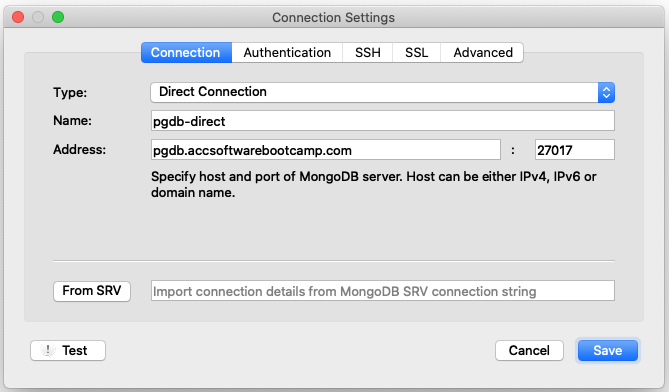 Connection Settings
Connection Authentication SSH SSL Advanced
Type: Direct Connection
Name: pgdb-direct
Address: pgdb.accsoftwarebootcamp.com : 27017
Specify host and port of MongoDB server. Host can be either IPv4, IPv6 or
domain name.
From SRV Import connection details from MongoDB SRV connection string
! Test Cancel Save